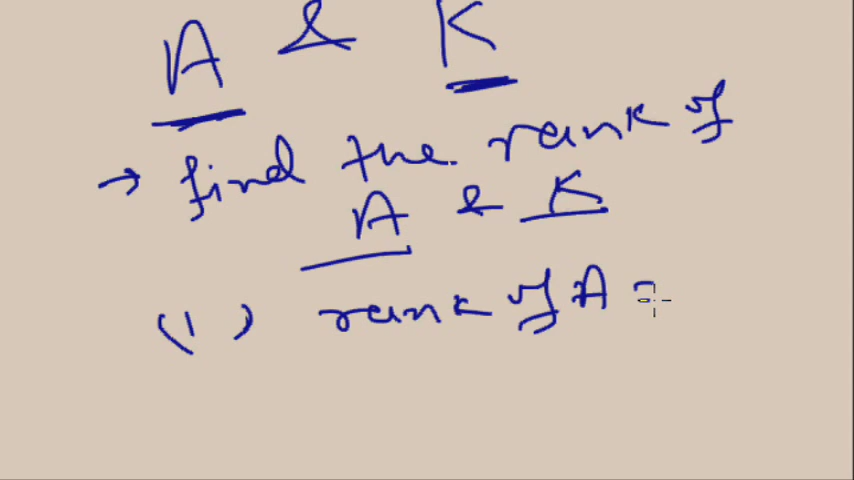 A & K
→ find the rank of
A & K
(1) rank of A =